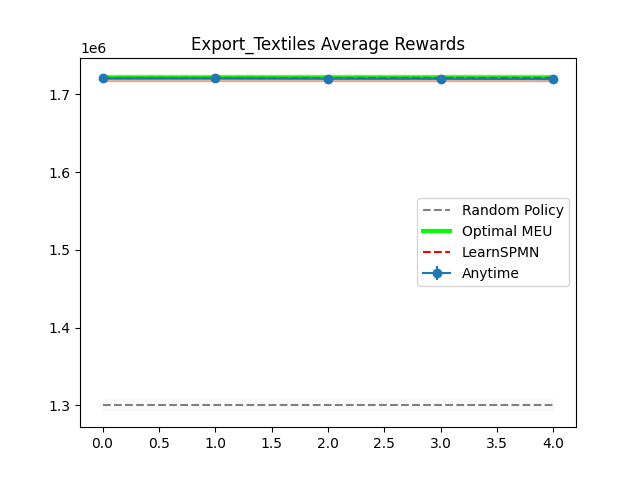 Export_Textiles Average Rewards
1e6
1.7
1.6
1.5
1.4
1.3
Random Policy
Optimal MEU
LearnSPMN
Anytime
0.0 0.5 1.0 1.5 2.0 2.5 3.0 3.5 4.0